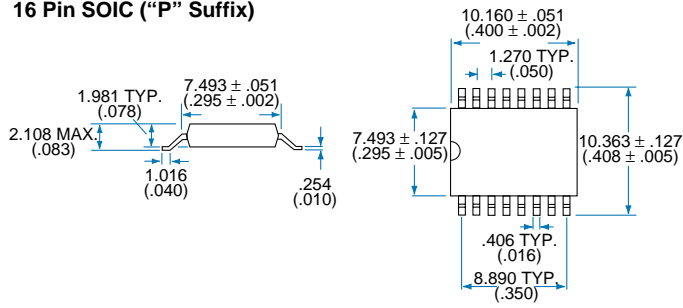 16 Pin SOIC (“P” Suffix)
10.160 ± .051
(.400 ± .002)
1.270 TYP.
(.050)
1.981 TYP.
(.078)
7.493 ± .051
(.295 ± .002)
2.108 MAX.
(.083)
1.016
(.040)
.254
(.010)
7.493 ± .127
(.295 ± .005)
10.363 ± .127
(.408 ± .005)
.406 TYP.
(.016)
8.890 TYP.
(.350)